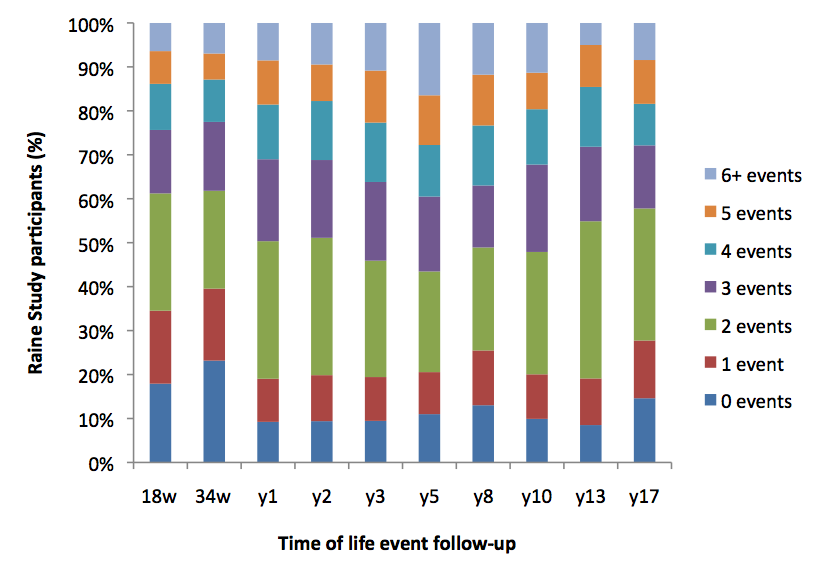 100%
90%
80%
70%
60%
50%
40%
30%
20%
10%
0%
Raine Study participants (%)
18w 34w y1 y2 y3 y5 y8 y10 y13 y17
Time of life event follow-up
6+ events
5 events
4 events
3 events
2 events
1 event
0 events